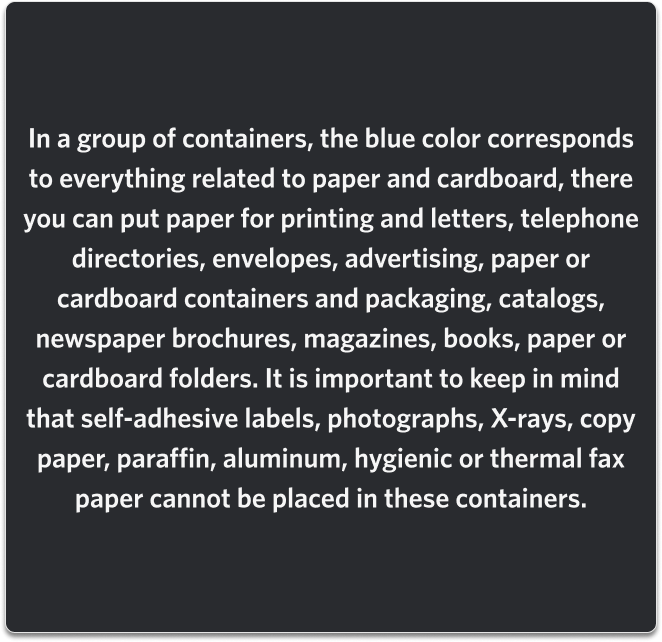 In a group of containers, the blue color corresponds
to everything related to paper and cardboard, there
you can put paper for printing and letters, telephone
directories, envelopes, advertising, paper or
cardboard containers and packaging, catalogs,
newspaper brochures, magazines, books, paper or
cardboard folders. It is important to keep in mind
that self-adhesive labels, photographs, X-rays, copy
paper, paraffin, aluminum, hygienic or thermal fax
paper cannot be placed in these containers.